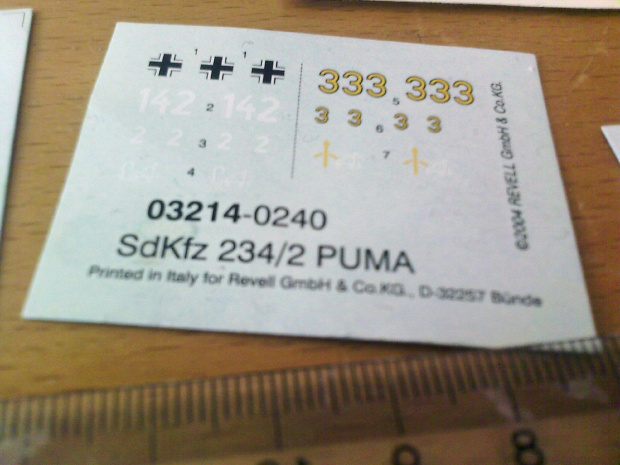 1 1
333 333
5
142 2 142
3 3 6 3 3
2 2 3 2 2
7
4
03214-0240
SdKfz 234/2 PUMA
Printed in Italy for Revell GmbH & Co.KG., D-32257 Bünde
©2004 REVELL GmbH & Co.KG.
8